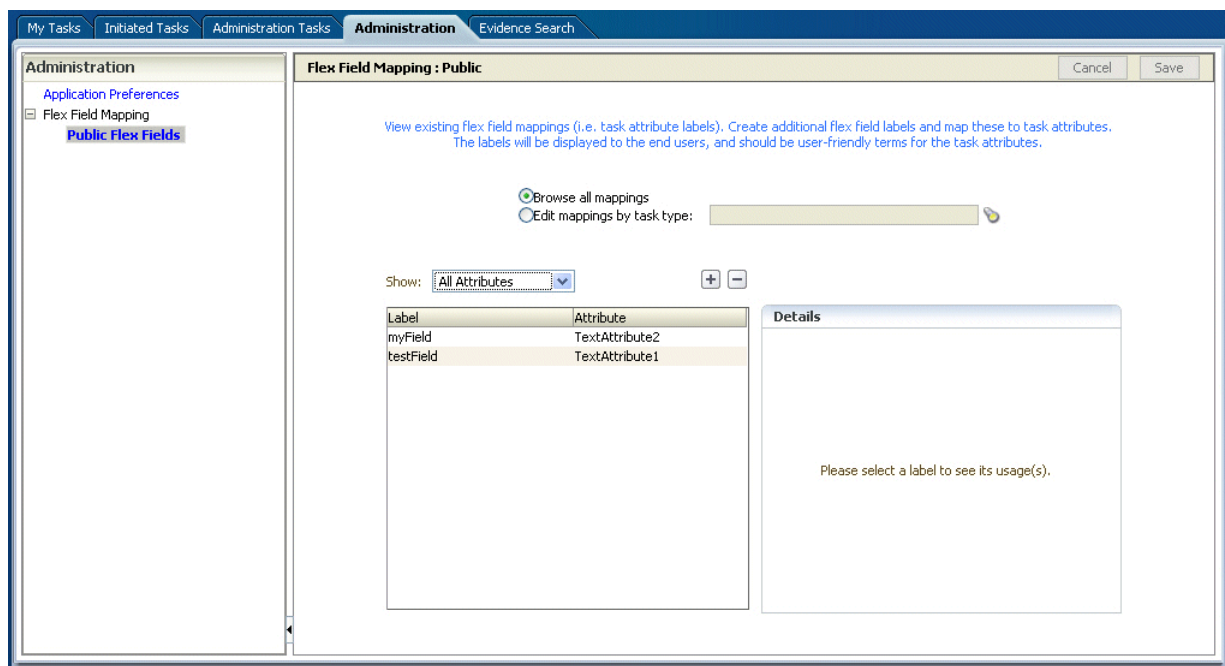 My Tasks Initiated Tasks Administration Tasks Administration Evidence Search
Administration
Application Preferences
Flex Field Mapping
Public Flex Fields
Flex Field Mapping : Public
Cancel Save
View existing flex field mappings (i.e. task attribute labels). Create additional flex field labels and map these to task attributes.
The labels will be displayed to the end users, and should be user-friendly terms for the task attributes.
Browse all mappings
Edit mappings by task type:
Show: All Attributes
Label Attribute
myField TextAttribute2
testField TextAttribute1
Details
Please select a label to see its usage(s).